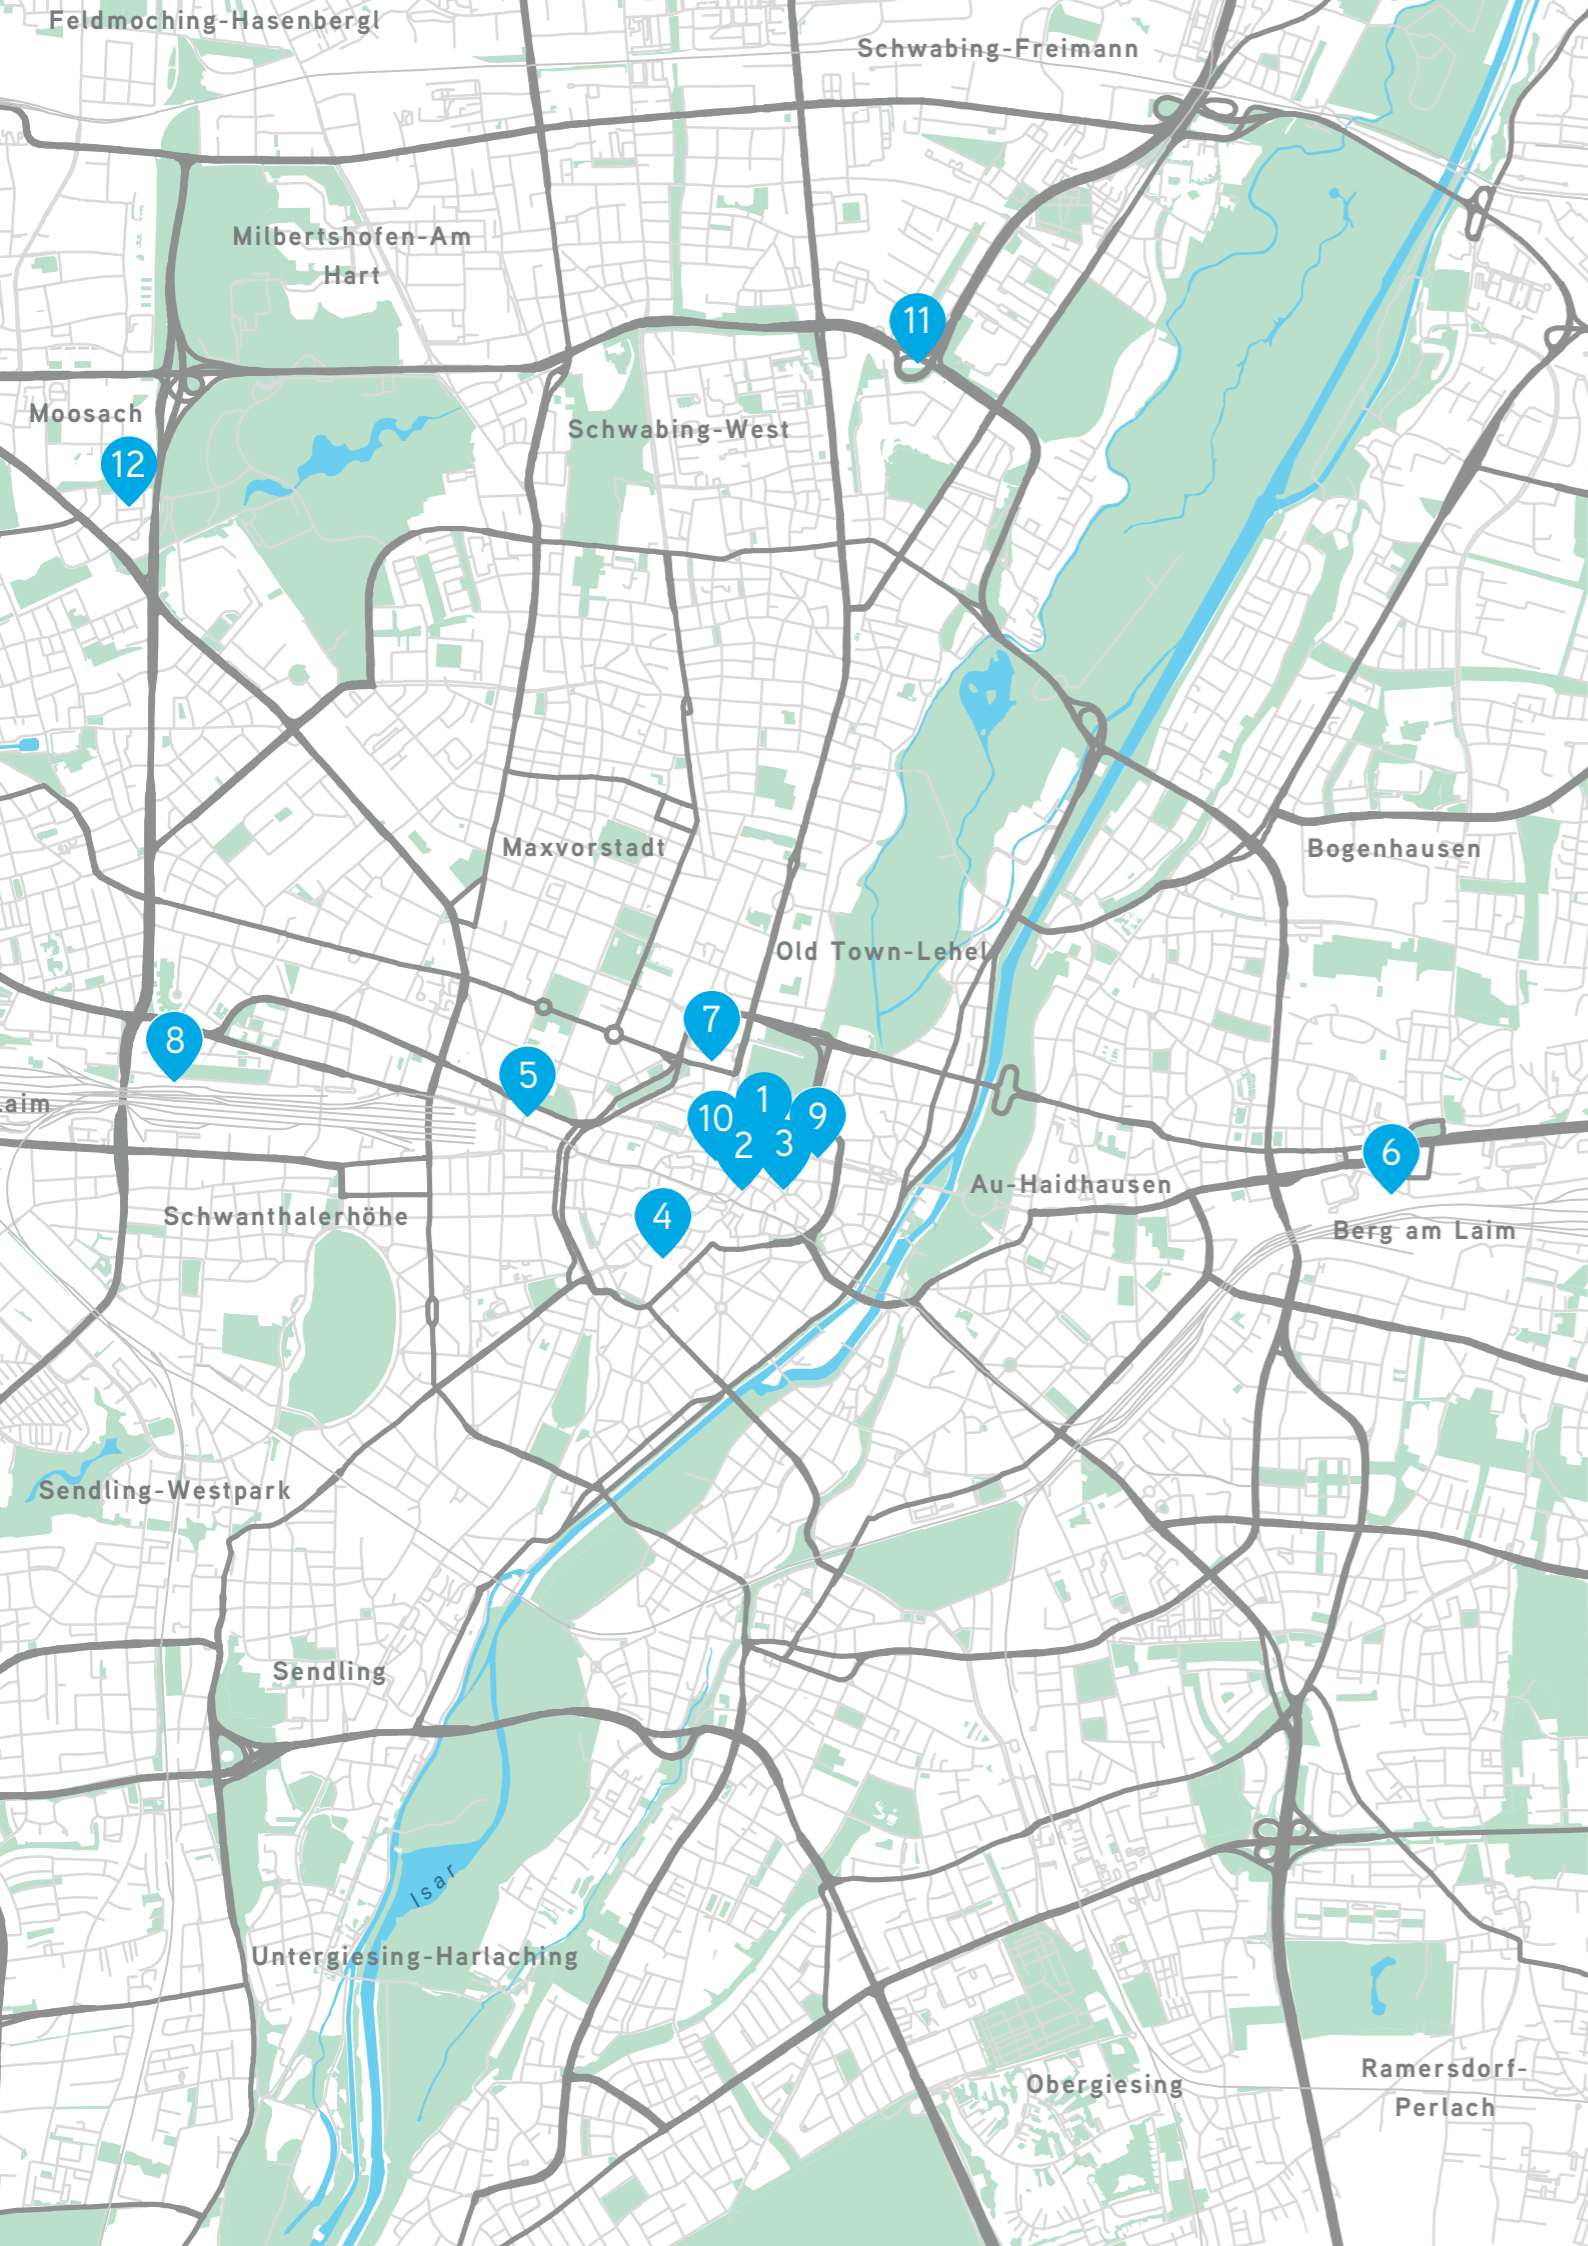 Feldmoching-Hasenbergl
Schwabing-Freimann
Milbertshofen-Am
Hart
11
Moosach
Schwabing-West
12
Maxvorstadt
Bogenhausen
Old Town-Lehel
7
8
5
1
10
9
2
3
aim
6
Au-Haidhausen
4
Schwanthalerhöhe
Berg am Laim
Sendling-Westpark
Sendling
Isar
Untergiesing-Harlaching
Obergiesing
Ramersdorf-
Perlach